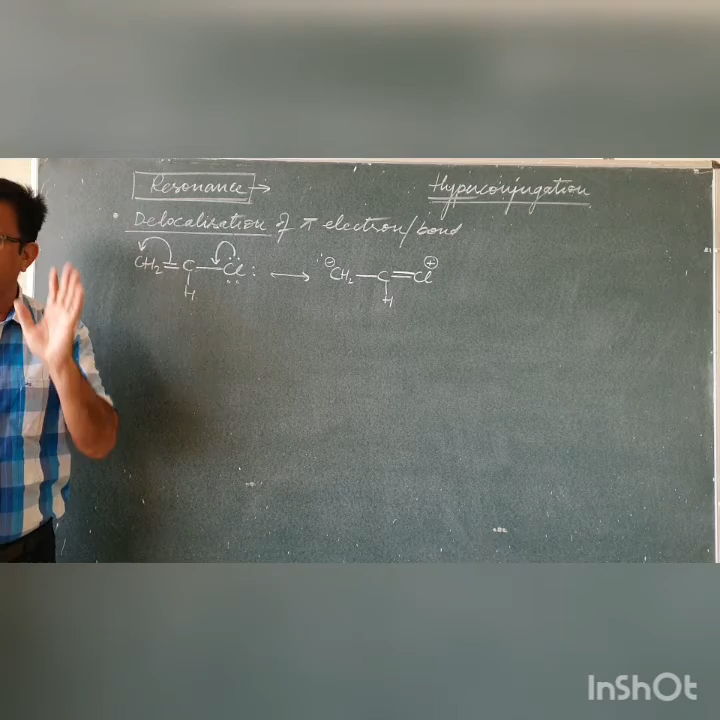 Resonance → Hyperconjugation
• Delocalisation of π electron/bond
CH₂=C—Cl: ⟷ :⊖CH₂—C=Cl⊕
H H
InShOt